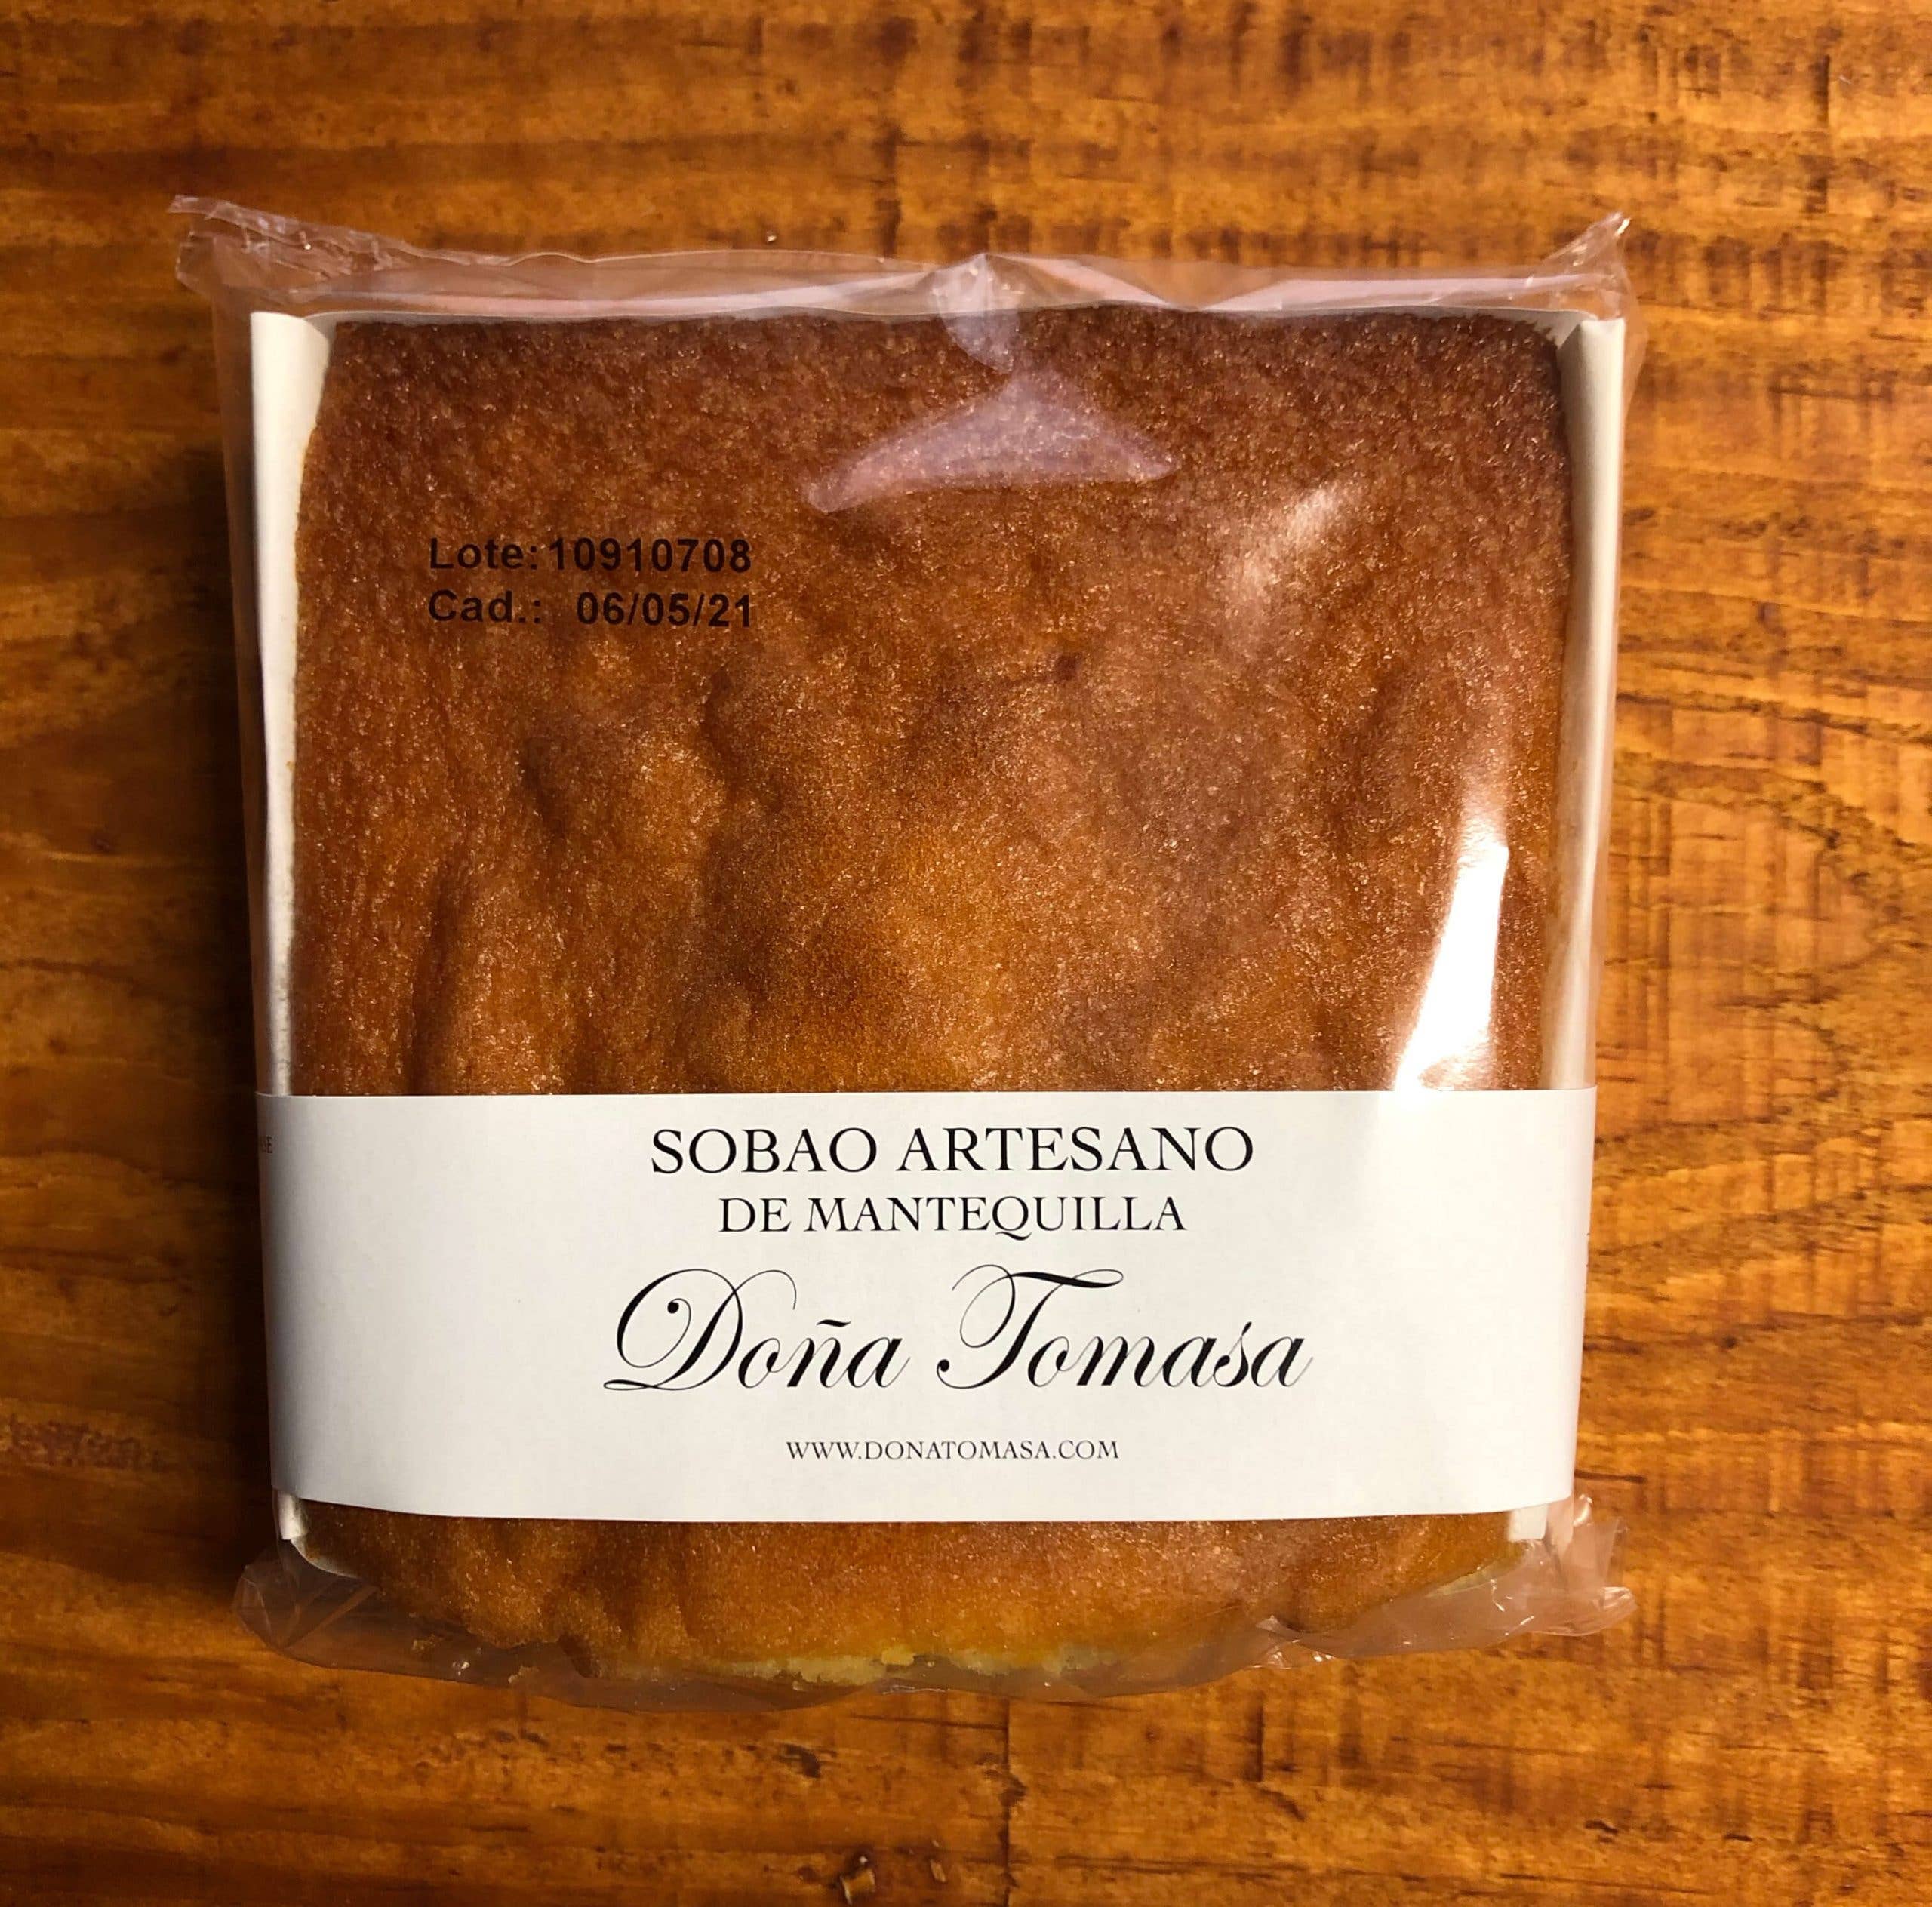 Lote: 10910708
Cad.: 06/05/21
SOBAO ARTESANO
DE MANTEQUILLA
Doña Tomasa
WWW.DONATOMASA.COM